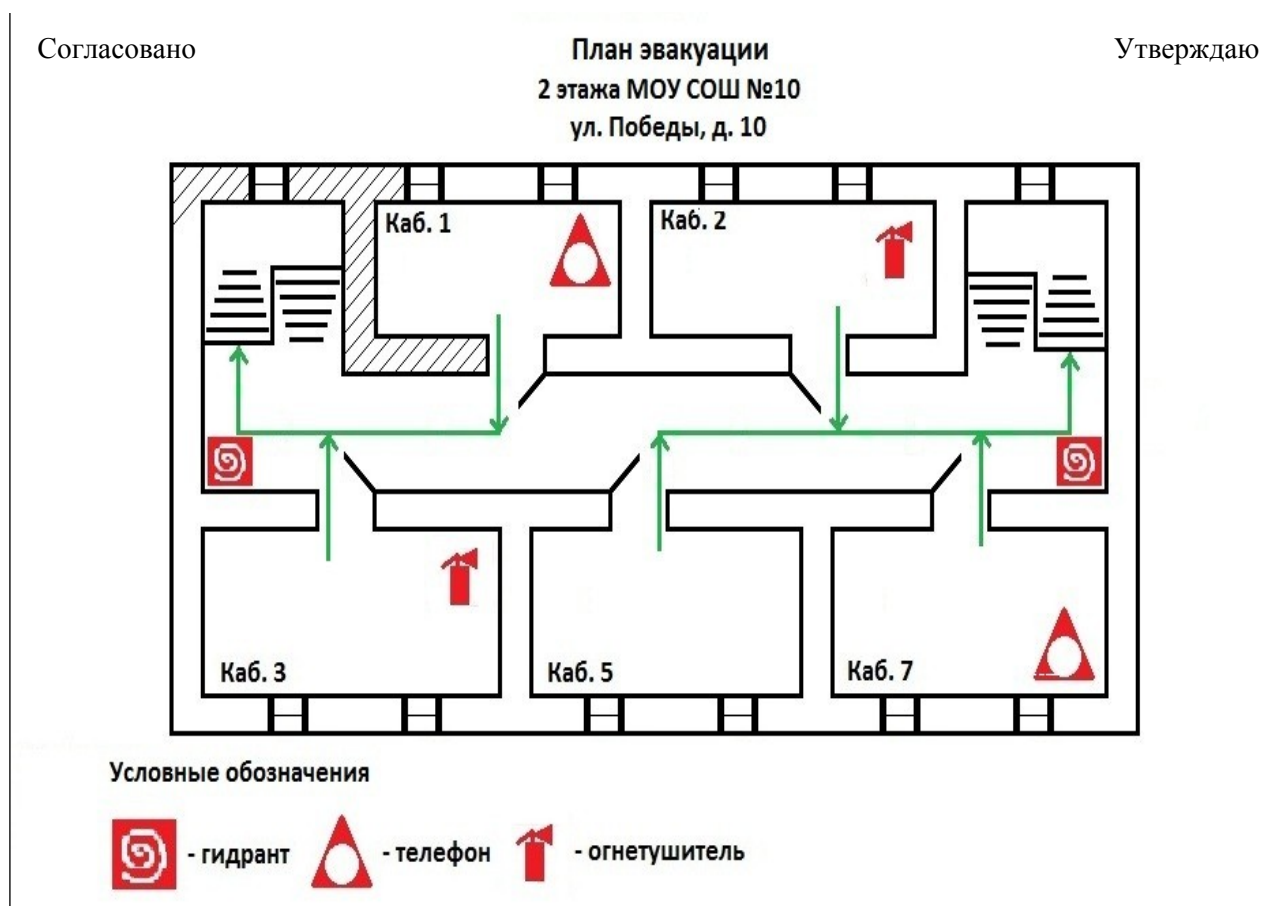 Согласовано
План эвакуации
Утверждаю
2 этажа МОУ СОШ №10
ул. Победы, д. 10
Каб. 1
Каб. 2
Каб. 3
Каб. 5
Каб. 7
Условные обозначения
- гидрант
- телефон
- огнетушитель